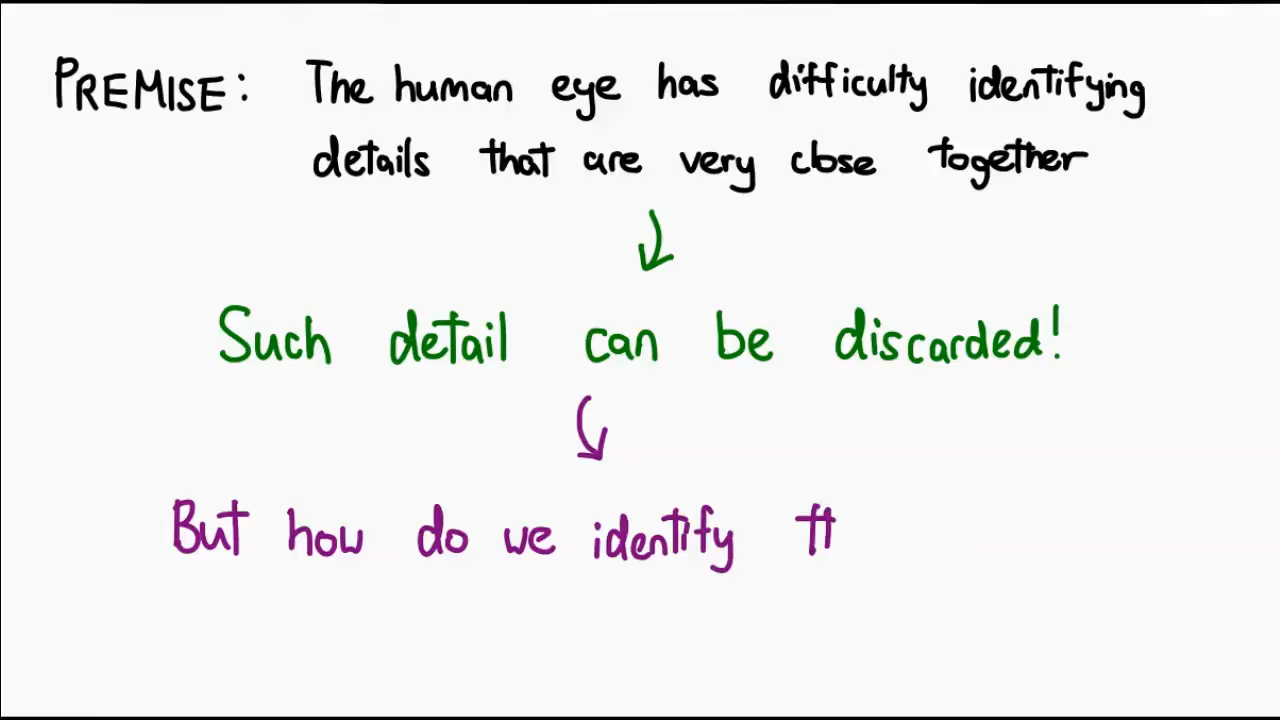 PREMISE: The human eye has difficulty identifying
details that are very close together
Such detail can be discarded!
But how do we identify